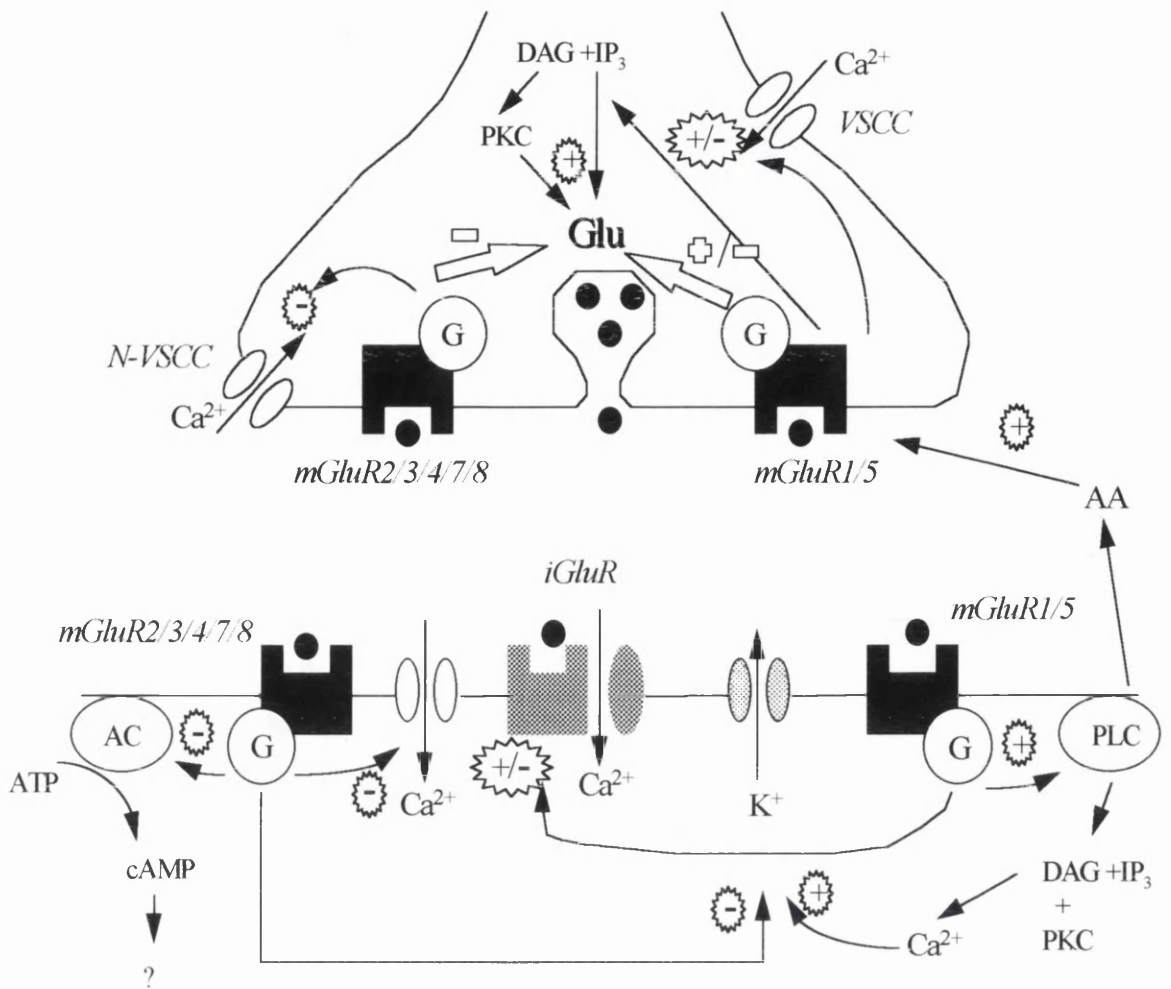 DAG +IP₃
Ca²⁺
VSCC
PKC
+
+/-
Glu
-
G
G
N-VSCC
Ca²⁺
mGluR2/3/4/7/8
mGluR1/5
+
AA
iGluR
mGluR2/3/4/7/8
mGluR1/5
AC
-
G
-
Ca²⁺
+/-
Ca²⁺
K⁺
G
+
PLC
ATP
cAMP
?
-
+
DAG +IP₃
+
PKC
Ca²⁺